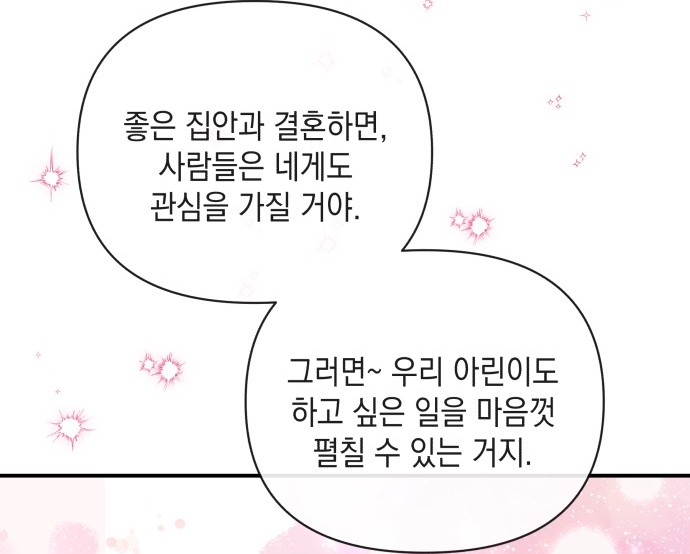 좋은 집안과 결혼하면,
사람들은 네게도
관심을 가질 거야.
그러면~ 우리 아린이도
하고 싶은 일을 마음껏
펼칠 수 있는 거지.